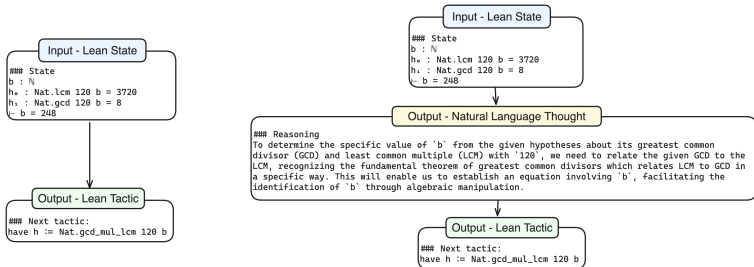 Input - Lean State
### State
b : ℕ
h₀ : Nat.lcm 120 b = 3720
h₁ : Nat.gcd 120 b = 8
⊢ b = 248
Output - Lean Tactic
### Next tactic:
have h := Nat.gcd_mul_lcm 120 b
Input - Lean State
### State
b : ℕ
h₀ : Nat.lcm 120 b = 3720
h₁ : Nat.gcd 120 b = 8
⊢ b = 248
Output - Natural Language Thought
### Reasoning
To determine the specific value of `b` from the given hypotheses about its greatest common
divisor (GCD) and least common multiple (LCM) with `120`, we need to relate the given GCD to the
LCM, recognizing the fundamental theorem of greatest common divisors which relates LCM to GCD in
a specific way. This will enable us to establish an equation involving `b`, facilitating the
identification of `b` through algebraic manipulation.
Output - Lean Tactic
### Next tactic:
have h := Nat.gcd_mul_lcm 120 b